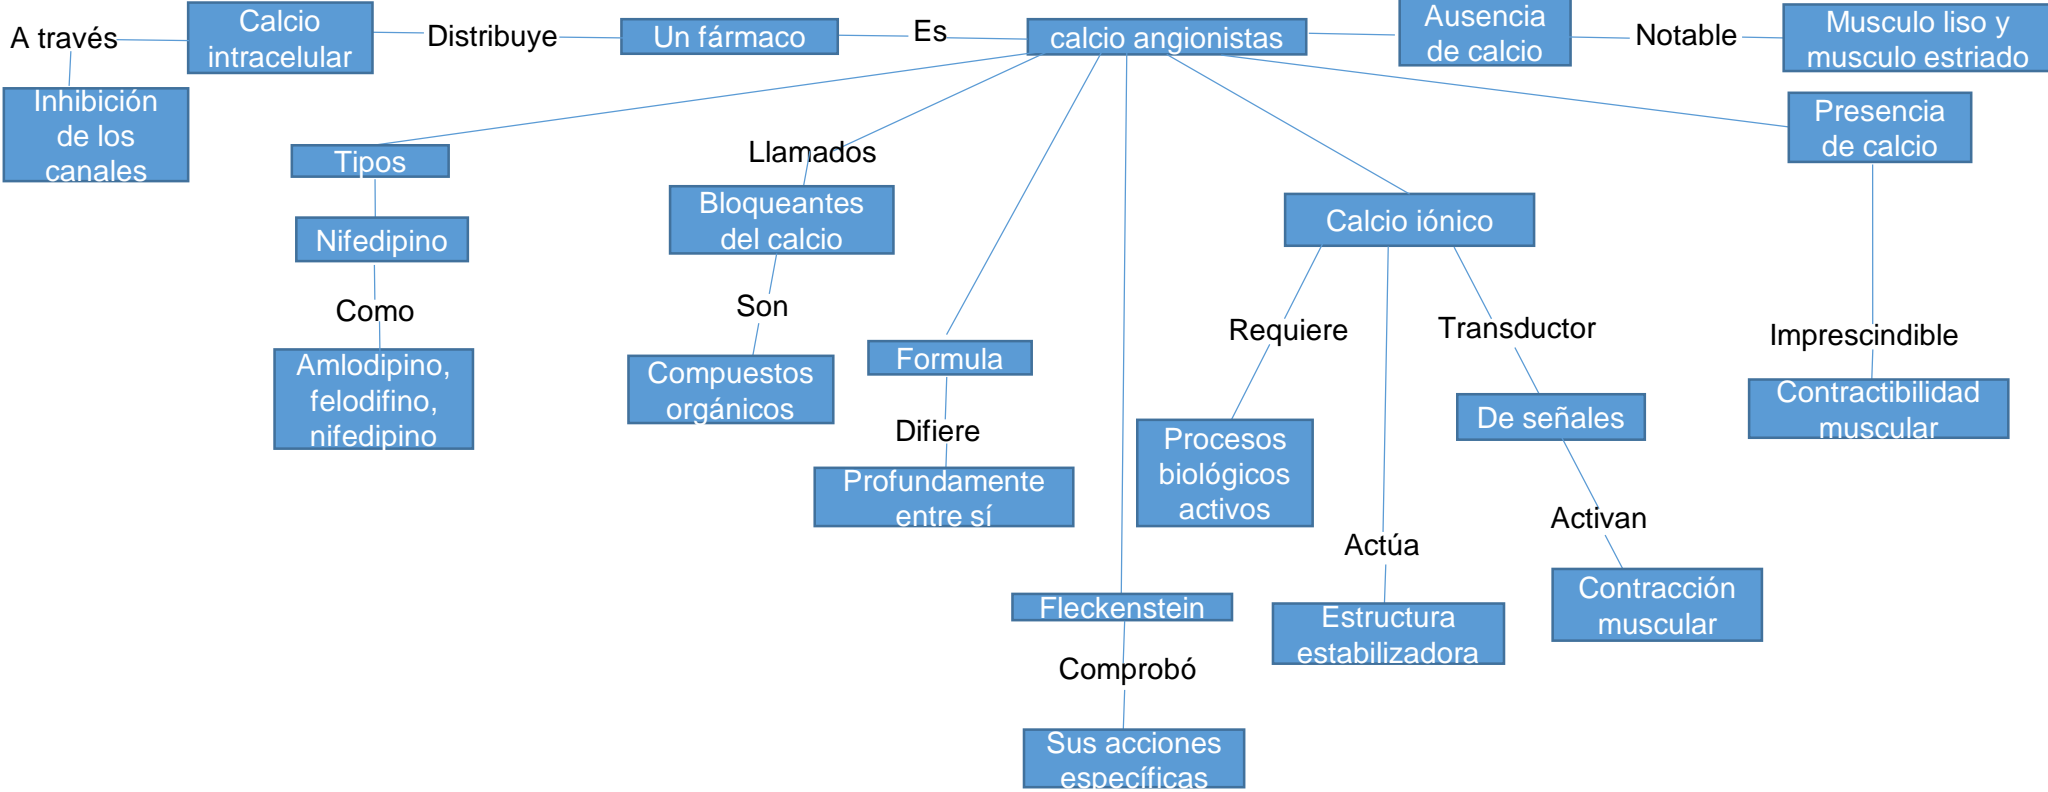 A través
Calcio
intracelular
Distribuye
Un fármaco
Es
calcio angionistas
Ausencia
de calcio
Notable
Musculo liso y
musculo estriado
Inhibición
de los
canales
Tipos
Llamados
Presencia
de calcio
Nifedipino
Bloqueantes
del calcio
Calcio iónico
Como
Son
Requiere
Transductor
Imprescindible
Amlodipino,
felodifino,
nifedipino
Compuestos
orgánicos
Formula
Procesos
biológicos
activos
De señales
Contractibilidad
muscular
Difiere
Profundamente
entre sí
Actúa
Activan
Fleckenstein
Estructura
estabilizadora
Contracción
muscular
Comprobó
Sus acciones
específicas